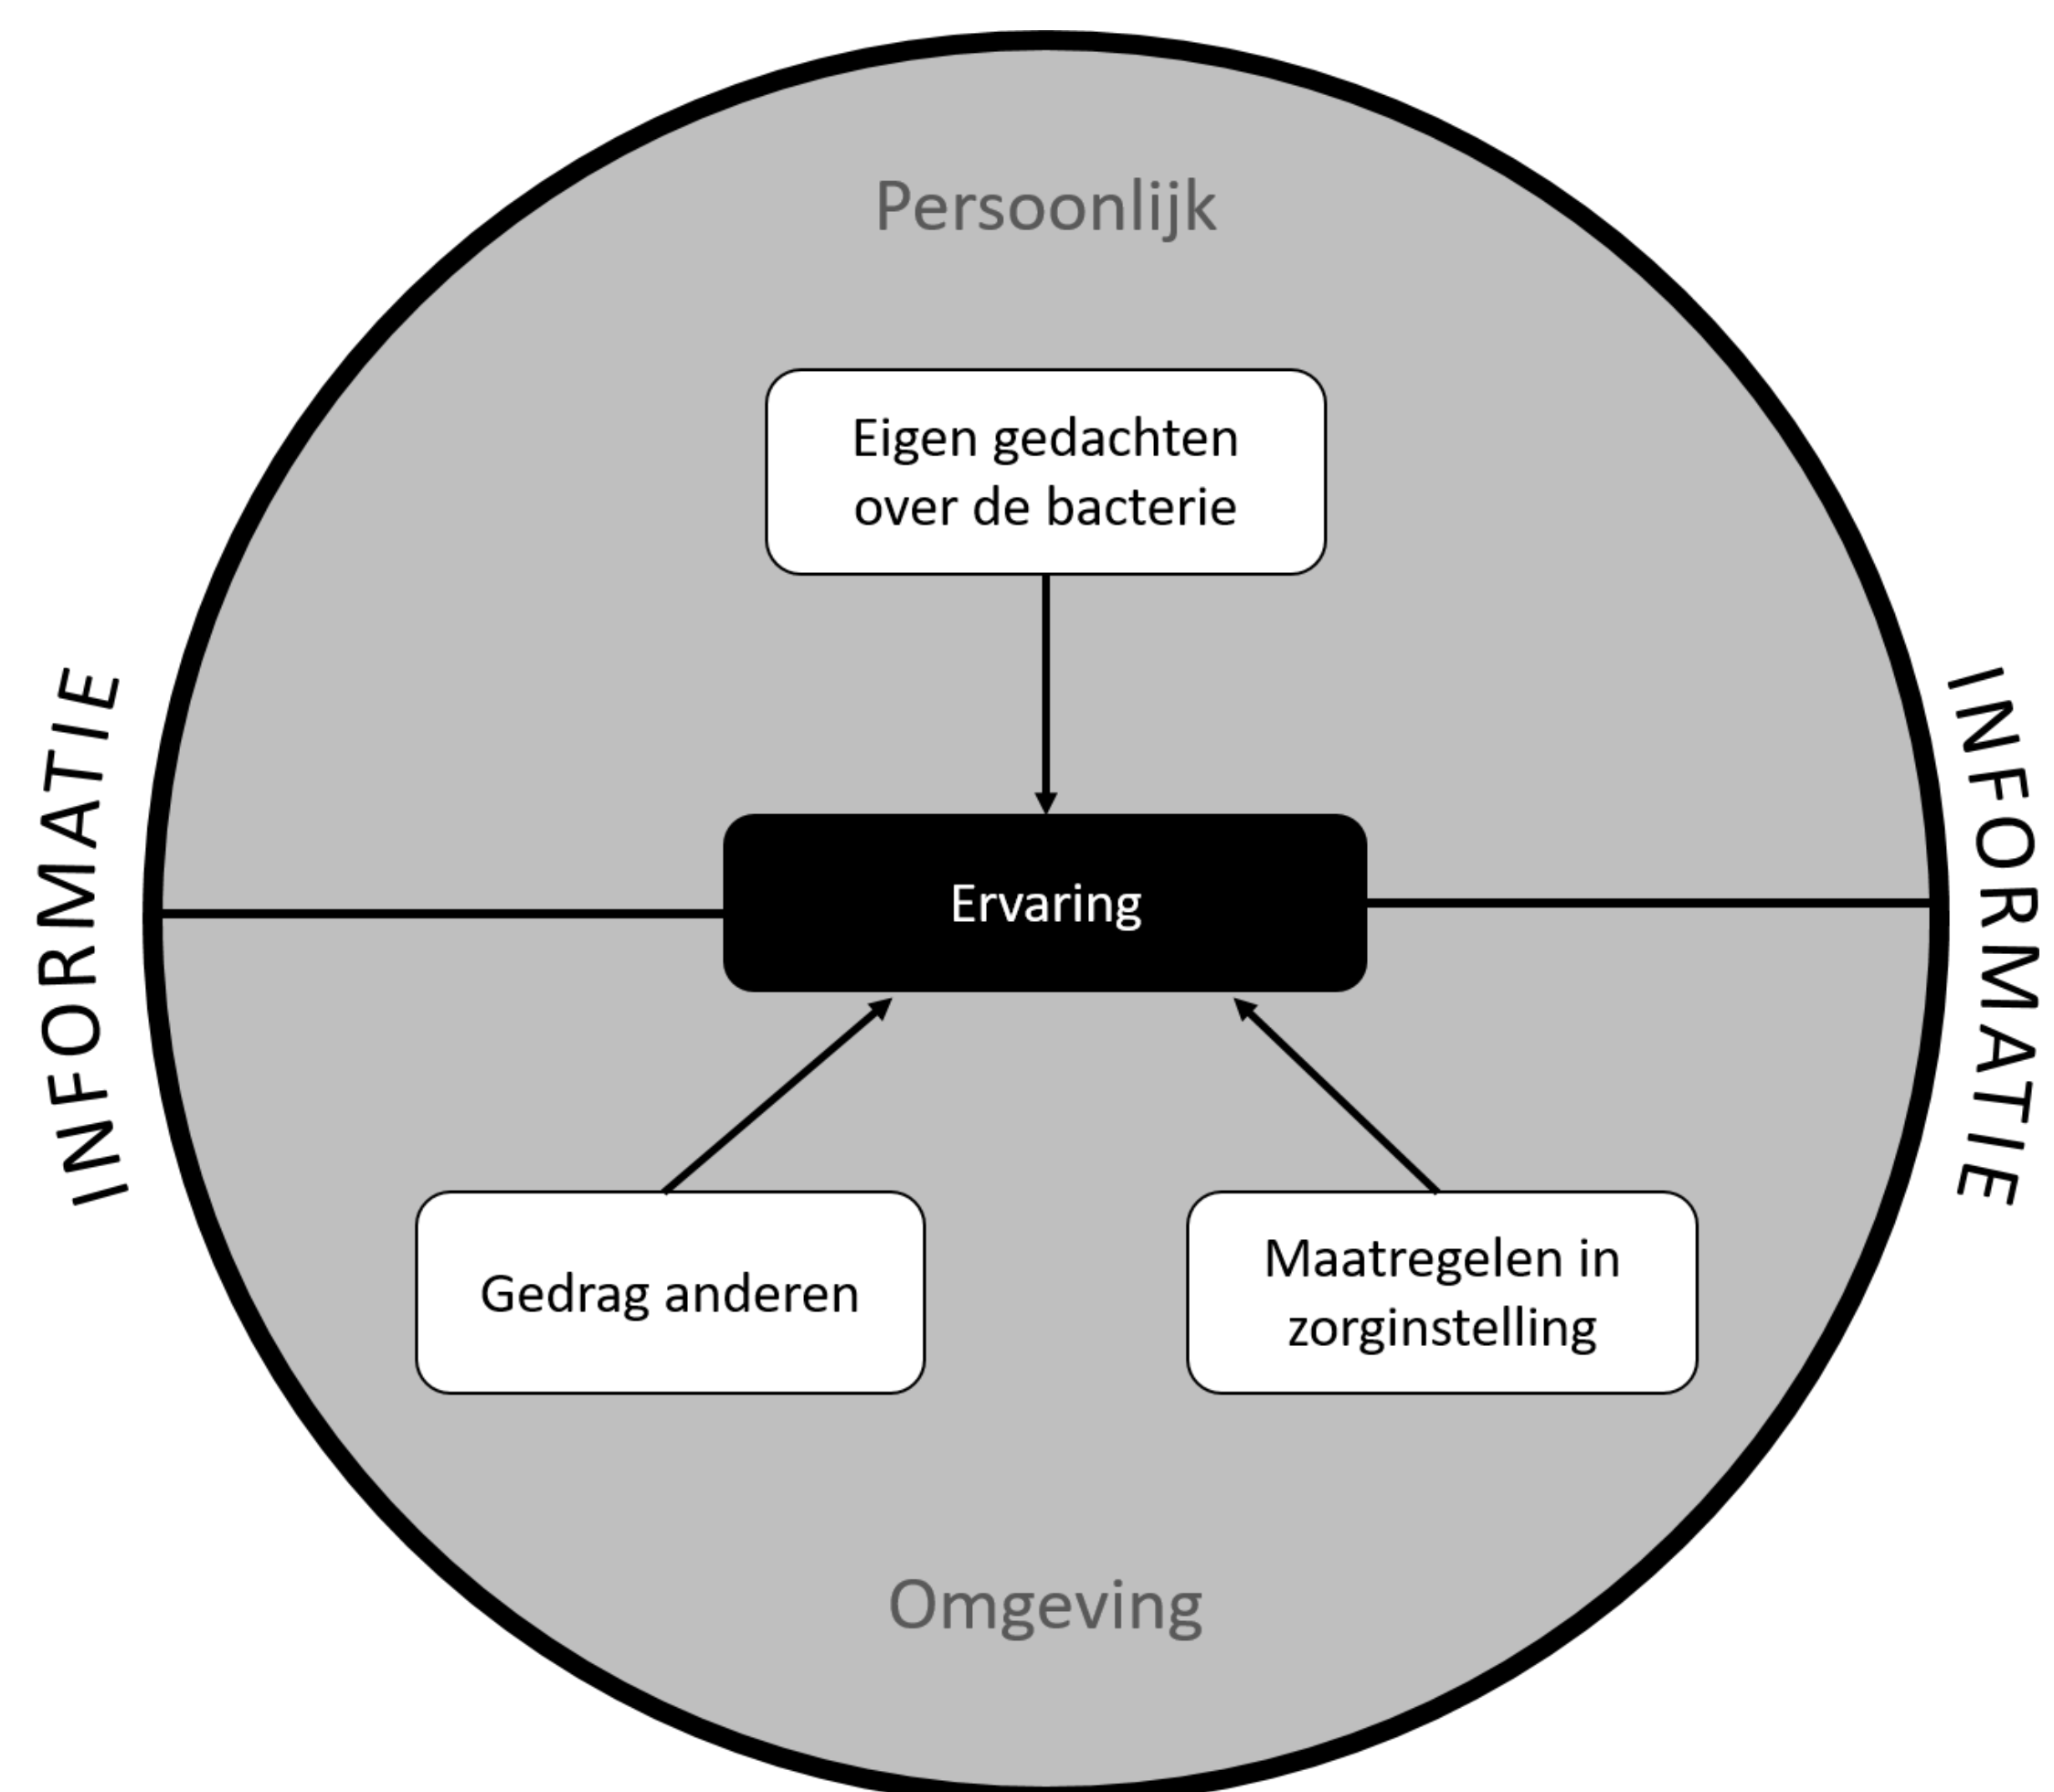 Persoonlijk
Eigen gedachten
over de bacterie
INFORMATIE
Ervaring
INFORMATIE
Gedrag anderen
Maatregelen in
zorginstelling
Omgeving